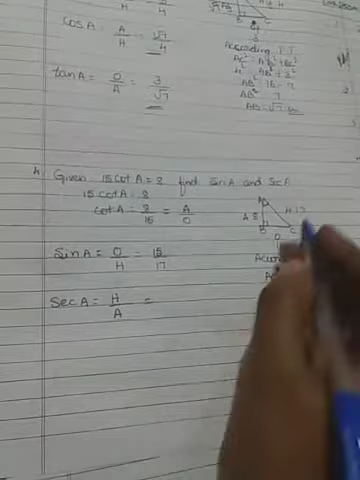 cos A = A/H = √7/4
According P.T
AC² = AB² + BC²
AB² = 16 - 9
AB² = 7
AB = √7
tan A = O/A = 3/√7
4. Given 15 cot A = 8 find sin A and sec A
15 cot A = 8
cot A = 8/15 = A/O
A
A 8 H 17
B O C
sin A = O/H = 15/17
sec A = H/A =